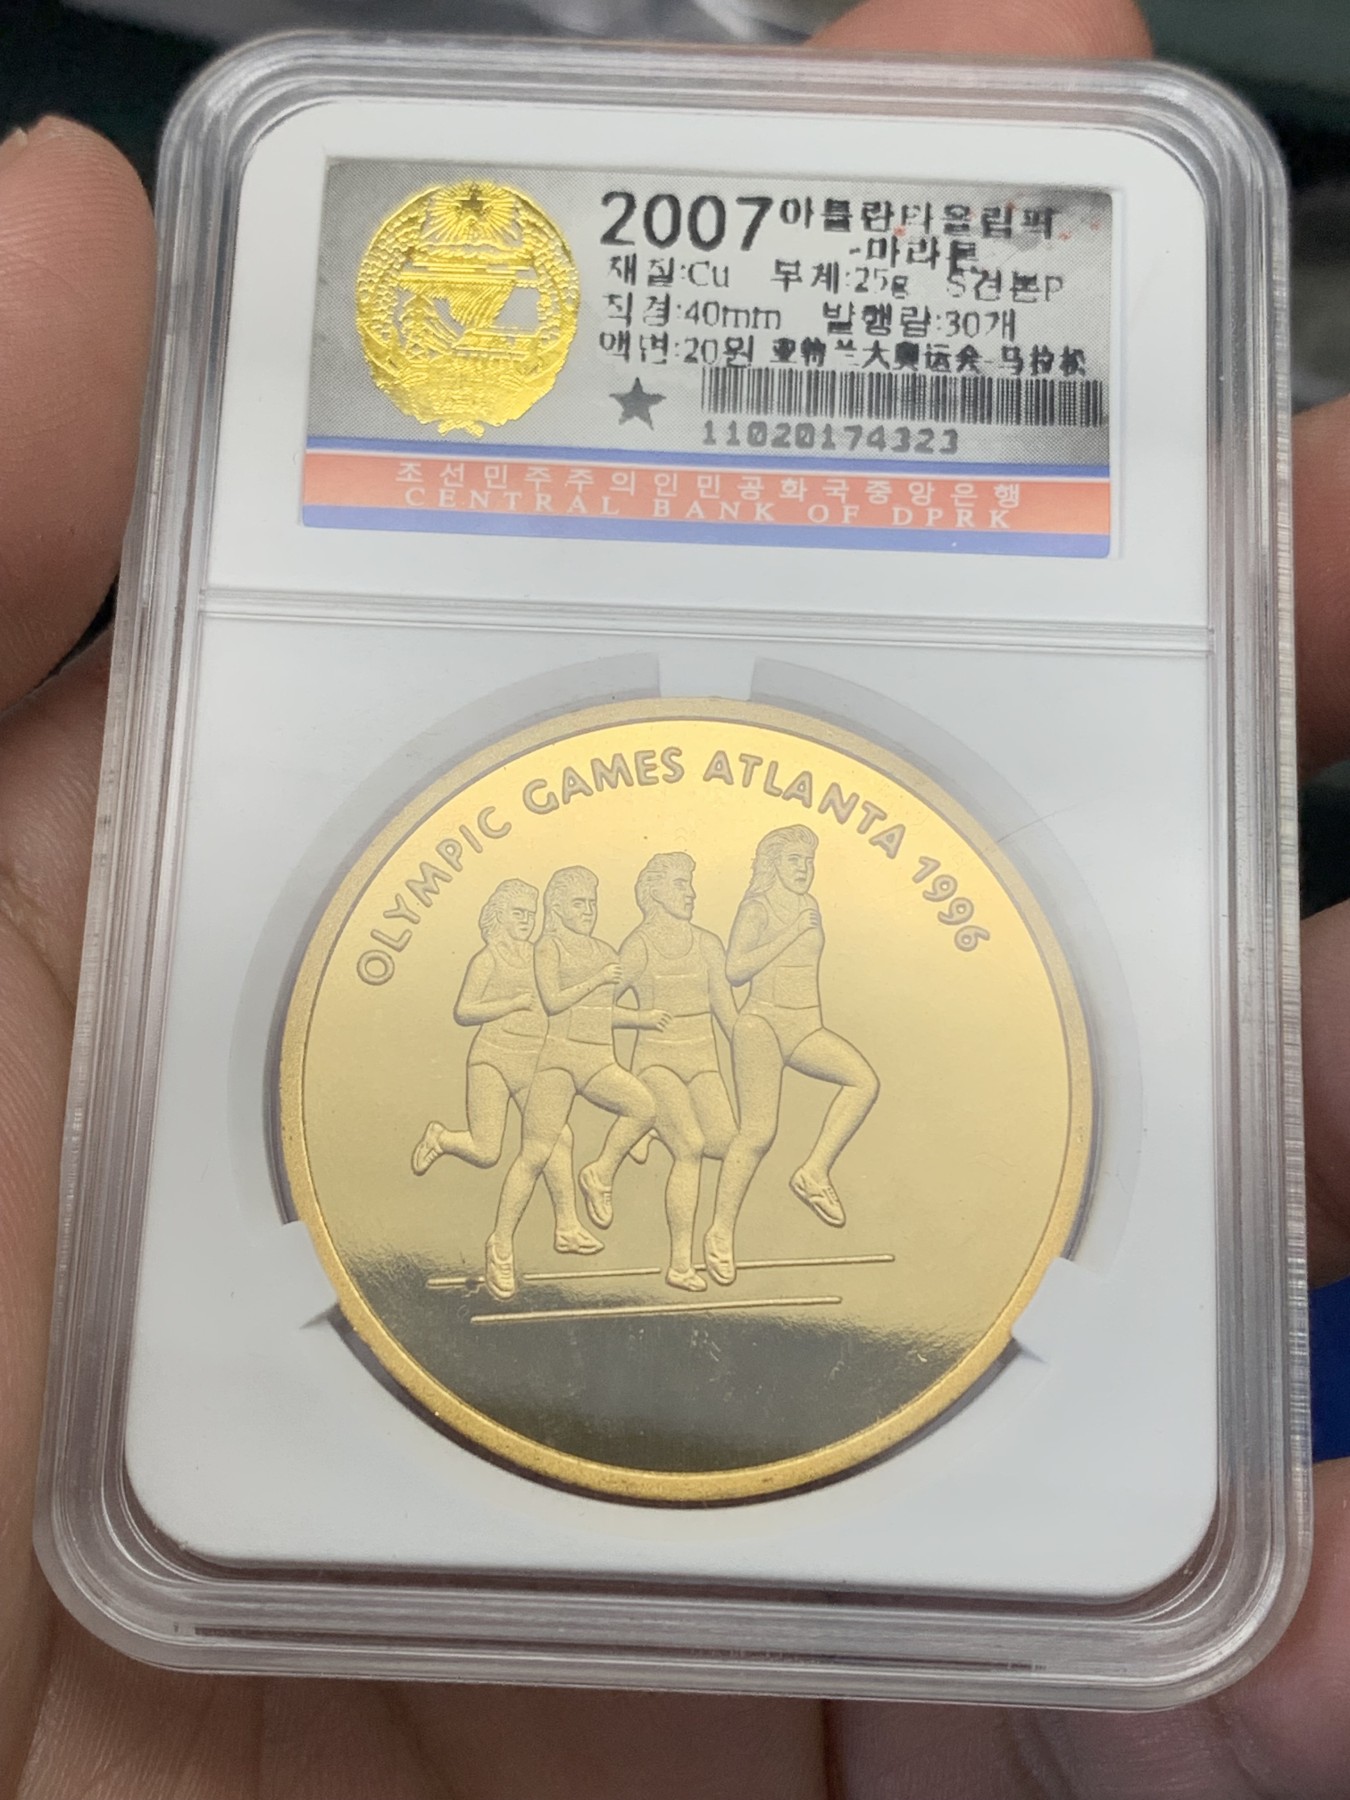 2007아틀란타올림픽
-마라톤
재질:Cu 무게:25g S견본P
직경:40mm 발행량:30개
액면:20원 亚特兰大奥运会-马拉松
11020174323
조선민주주의인민공화국중앙은행
CENTRAL BANK OF DPRK
OLYMPIC GAMES ATLANTA 1996